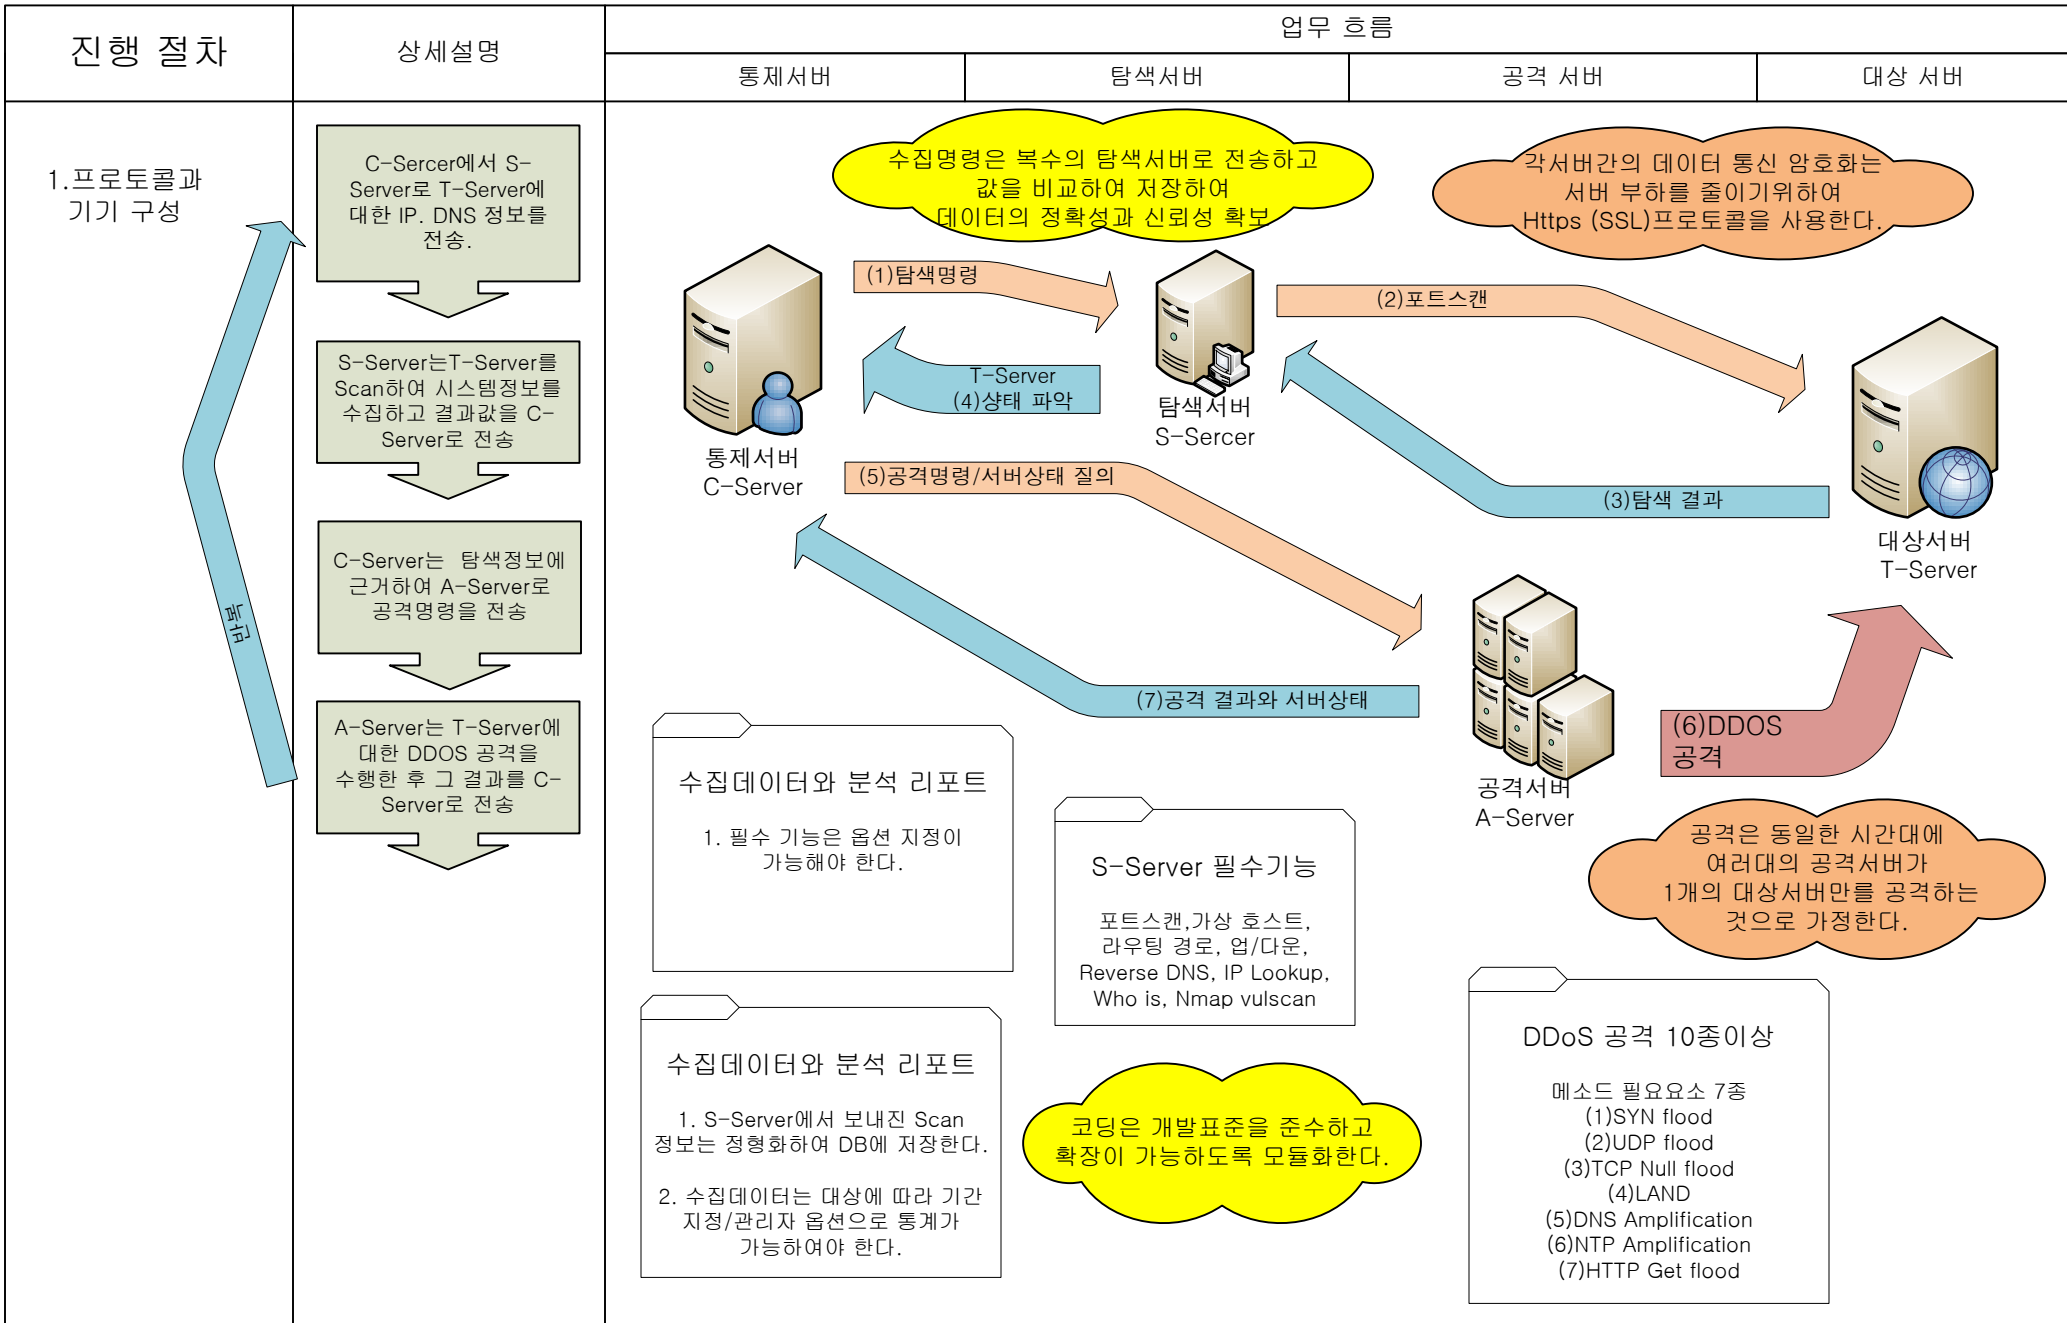 진행 절차
상세설명
업무 흐름
통제서버
탐색서버
공격 서버
대상 서버
1.프로토콜과
기기 구성
C-Sercer에서 S-
Server로 T-Server에
대한 IP. DNS 정보를
전송.
S-Server는T-Server를
Scan하여 시스템정보를
수집하고 결과값을 C-
Server로 전송
C-Server는 탐색정보에
근거하여 A-Server로
공격명령을 전송
A-Server는 T-Server에
대한 DDOS 공격을
수행한 후 그 결과를 C-
Server로 전송
수집명령은 복수의 탐색서버로 전송하고
값을 비교하여 저장하여
데이터의 정확성과 신뢰성 확보
각서버간의 데이터 통신 암호화는
서버 부하를 줄이기위하여
Https (SSL)프로토콜을 사용한다.
(1)탐색명령
(2)포트스캔
T-Server
(4)샹태 파악
탐색서버
S-Sercer
통제서버
C-Server
(5)공격명령/서버상태 질의
(3)탐색 결과
대상서버
T-Server
(7)공격 결과와 서버상태
(6)DDOS
공격
공격서버
A-Server
수집데이터와 분석 리포트
1. 필수 기능은 옵션 지정이
가능해야 한다.
S-Server 필수기능
포트스캔,가상 호스트,
라우팅 경로, 업/다운,
Reverse DNS, IP Lookup,
Who is, Nmap vulscan
공격은 동일한 시간대에
여러대의 공격서버가
1개의 대상서버만를 공격하는
것으로 가정한다.
수집데이터와 분석 리포트
1. S-Server에서 보내진 Scan
정보는 정형화하여 DB에 저장한다.
2. 수집데이터는 대상에 따라 기간
지정/관리자 옵션으로 통계가
가능하여야 한다.
코딩은 개발표준을 준수하고
확장이 가능하도록 모듈화한다.
DDoS 공격 10종이상
메소드 필요요소 7종
(1)SYN flood
(2)UDP flood
(3)TCP Null flood
(4)LAND
(5)DNS Amplification
(6)NTP Amplification
(7)HTTP Get flood